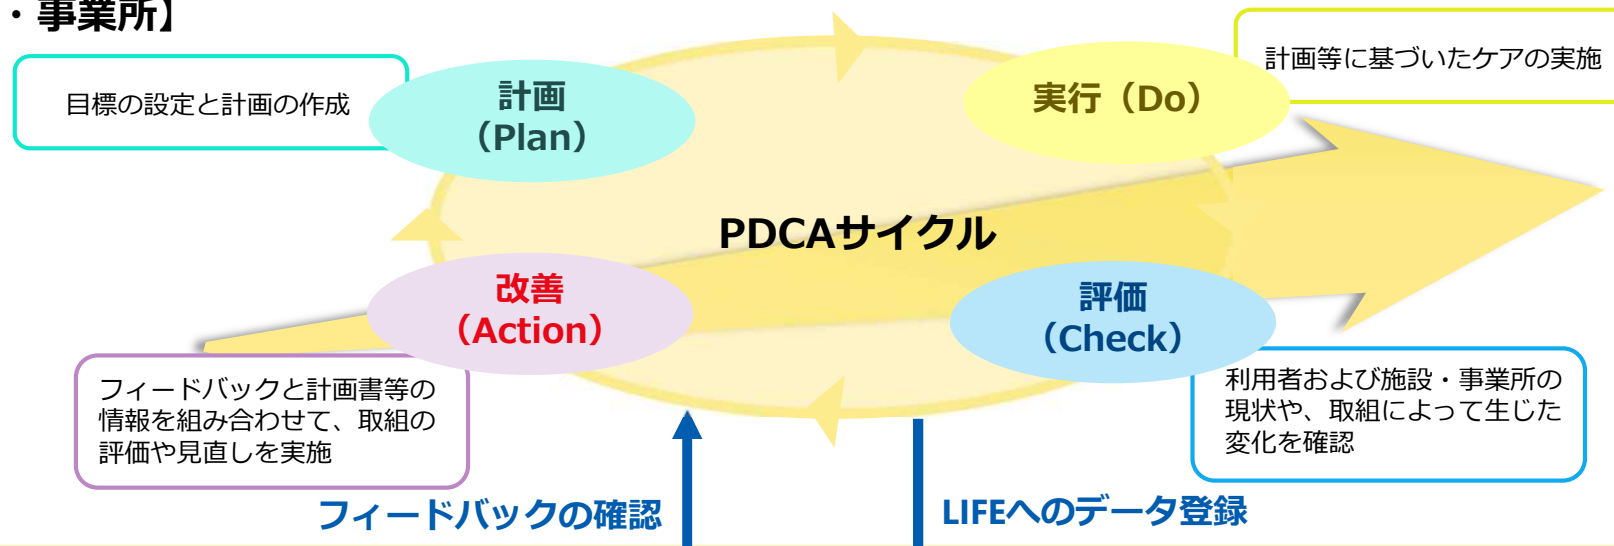 ・事業所】
目標の設定と計画の作成
計画
（Plan）
実行（Do）
計画等に基づいたケアの実施
PDCAサイクル
改善
（Action）
評価
（Check）
フィードバックと計画書等の
情報を組み合わせて、取組の
評価や見直しを実施
利用者および施設・事業所の
現状や、取組によって生じた
変化を確認
フィードバックの確認
LIFEへのデータ登録